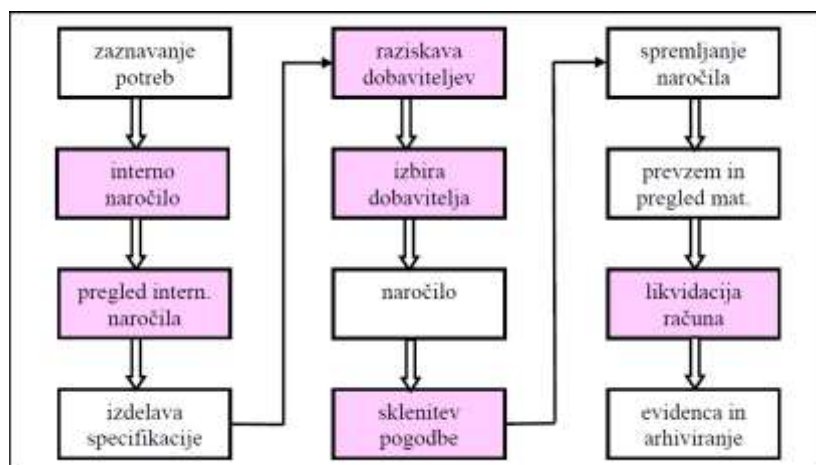 zaznavanje
potreb
interno
naročilo
pregled intern.
naročila
izdelava
specifikacije
raziskava
dobaviteljev
izbira
dobavitelja
naročilo
sklenitev
pogodbe
spremljanje
naročila
prevzem in
pregled mat.
likvidacija
računa
evidenca in
arhiviranje